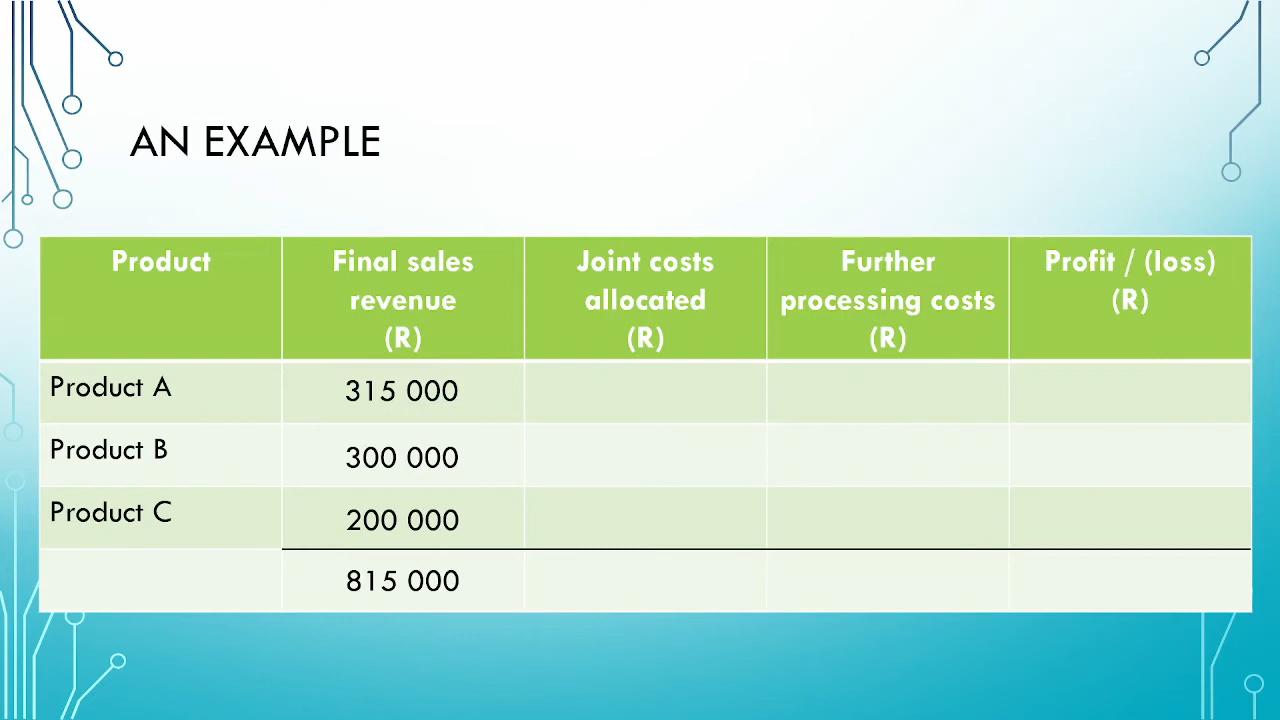 AN EXAMPLE
Product
Final sales
revenue
(R)
Joint costs
allocated
(R)
Further
processing costs
(R)
Profit / (loss)
(R)
Product A
315 000
Product B
300 000
Product C
200 000
815 000